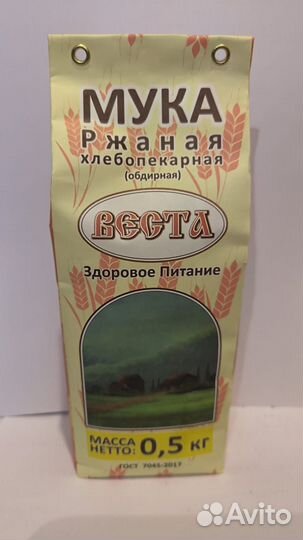 МУКА
Ржаная
хлебопекарная
(обдирная)
ВЕСТА
Здоровое Питание
МАССА
НЕТТО: 0,5 кг
ГОСТ 7045-2017
Avito